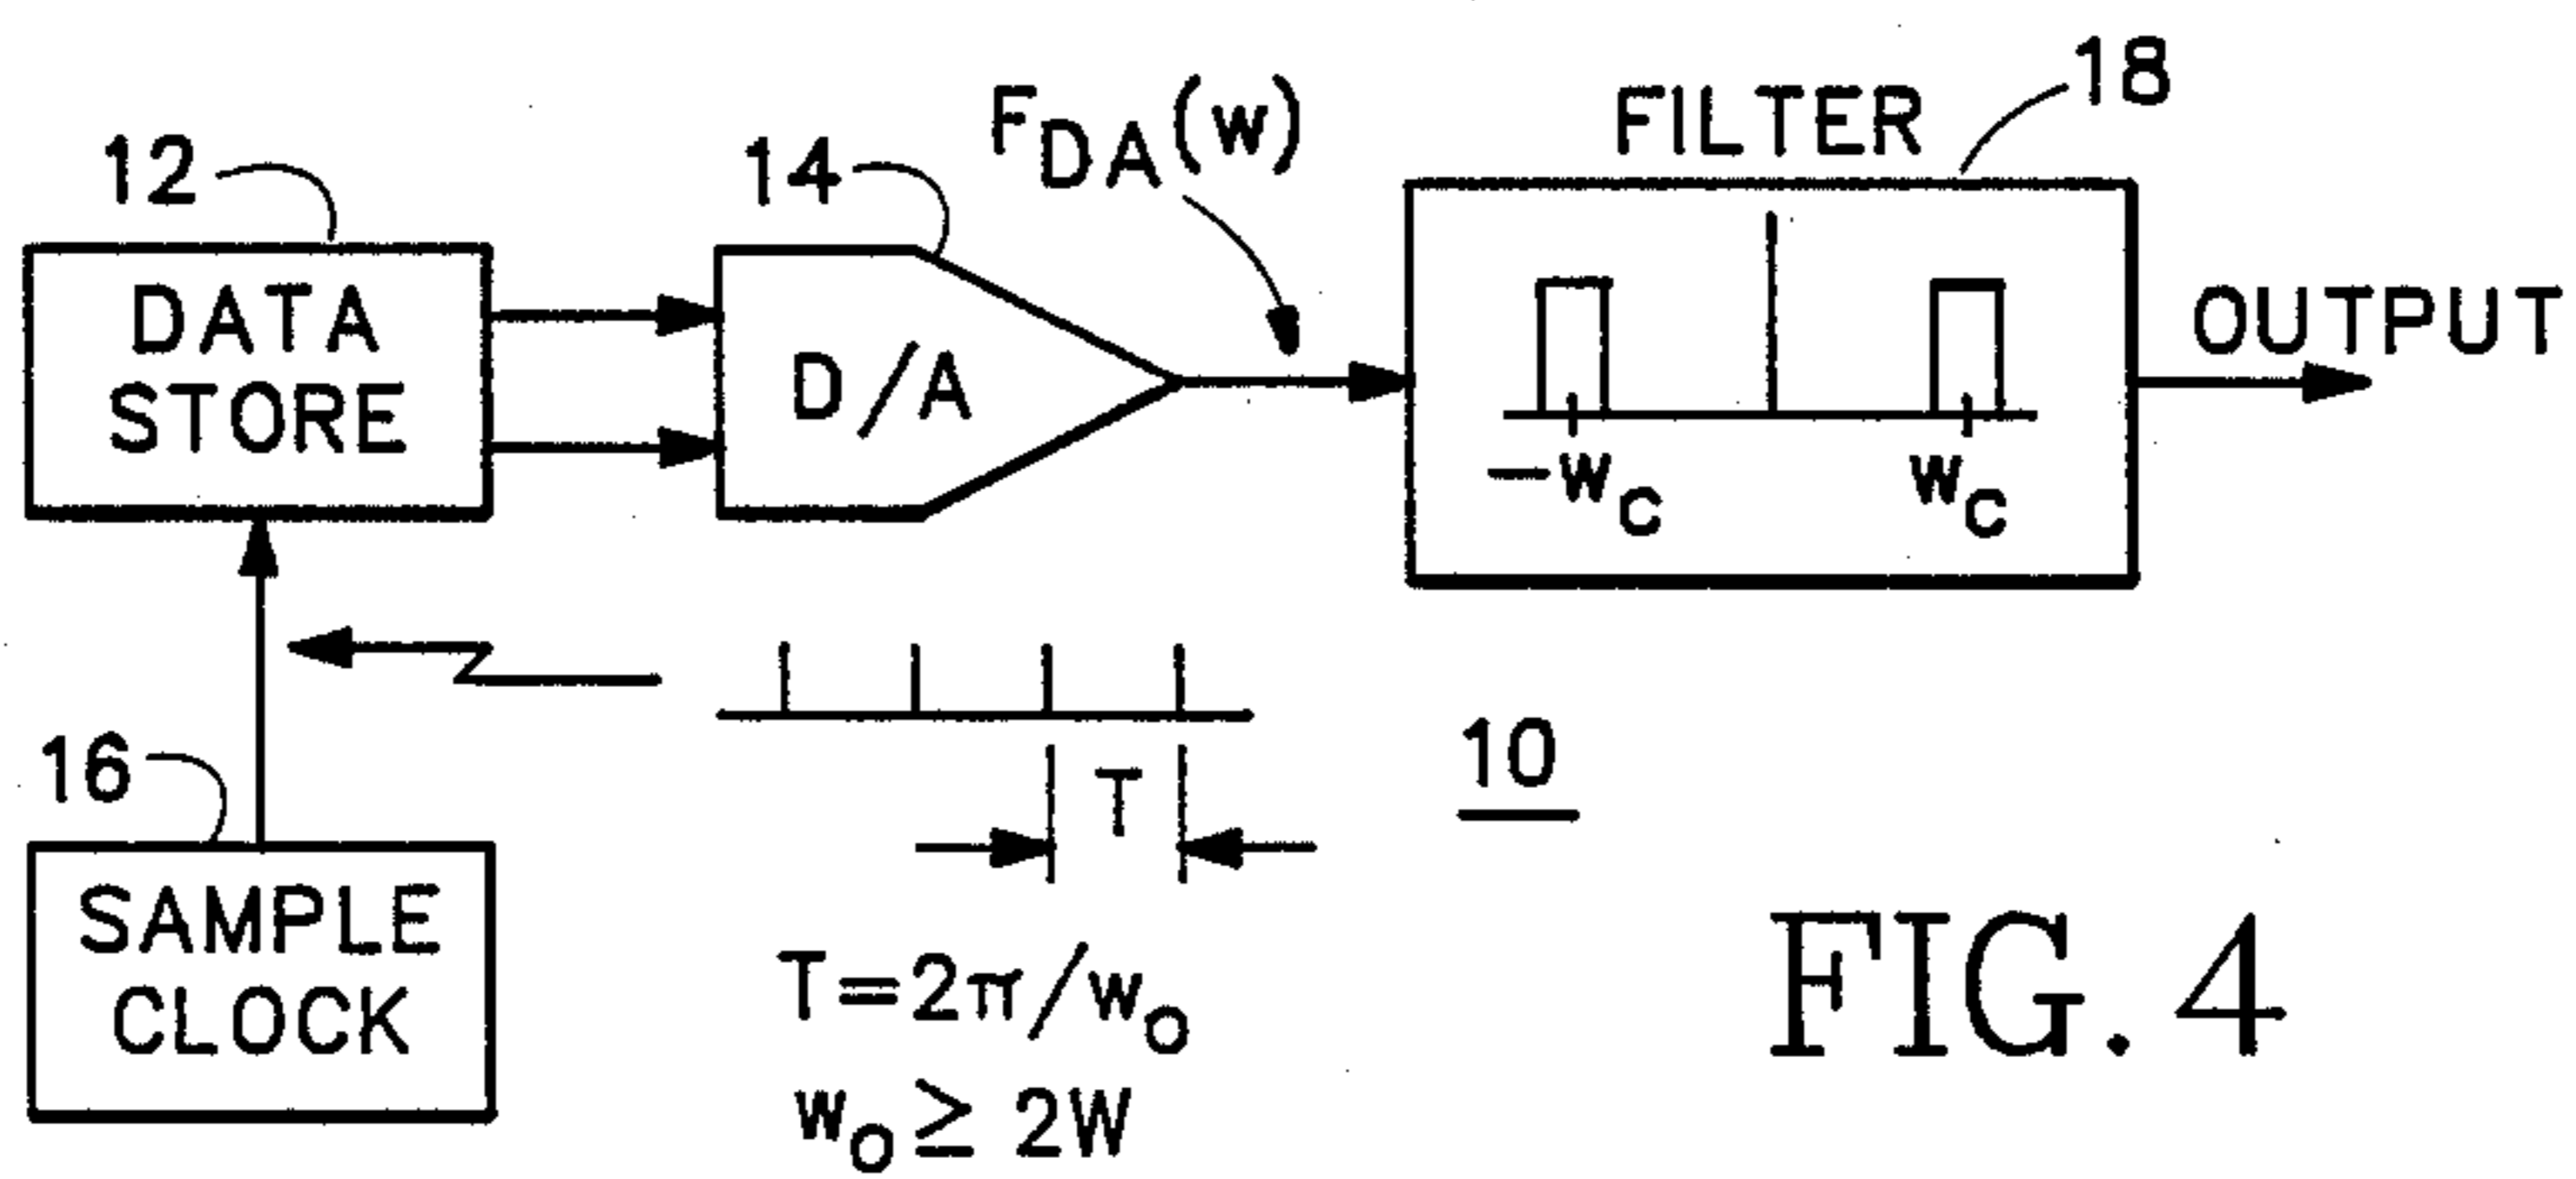 12
DATA
STORE
14
D/A
F_DA(w)
FILTER
18
-w_c
w_c
OUTPUT
16
SAMPLE
CLOCK
T
T=2π/w_o
w_o≥2W
10
FIG. 4